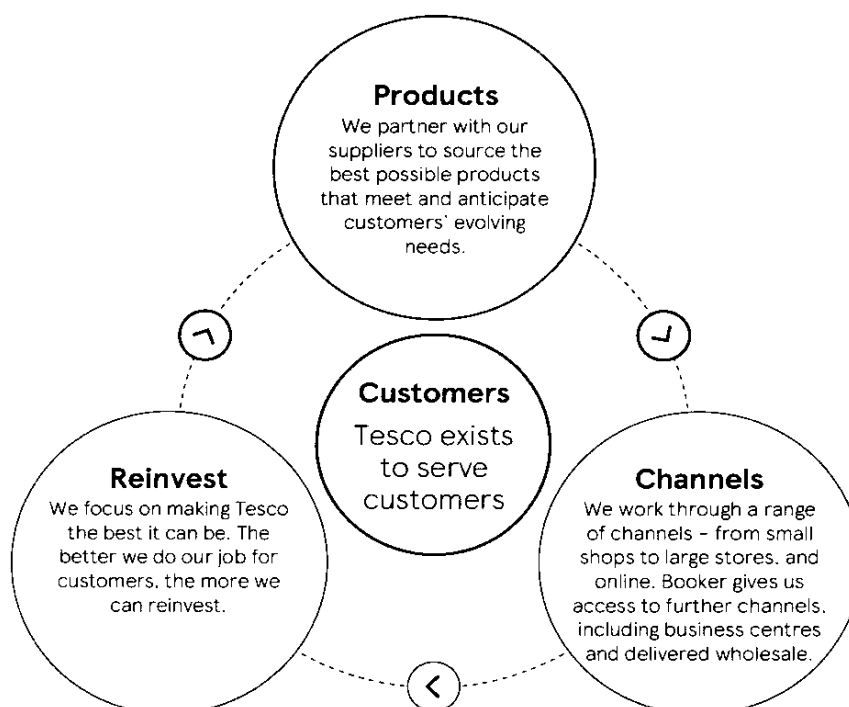 Products
We partner with our
suppliers to source the
best possible products
that meet and anticipate
customers' evolving
needs.
Customers
Tesco exists
to serve
customers
Reinvest
We focus on making Tesco
the best it can be. The
better we do our job for
customers, the more we
can reinvest.
Channels
We work through a range
of channels – from small
shops to large stores, and
online. Booker gives us
access to further channels,
including business centres
and delivered wholesale.